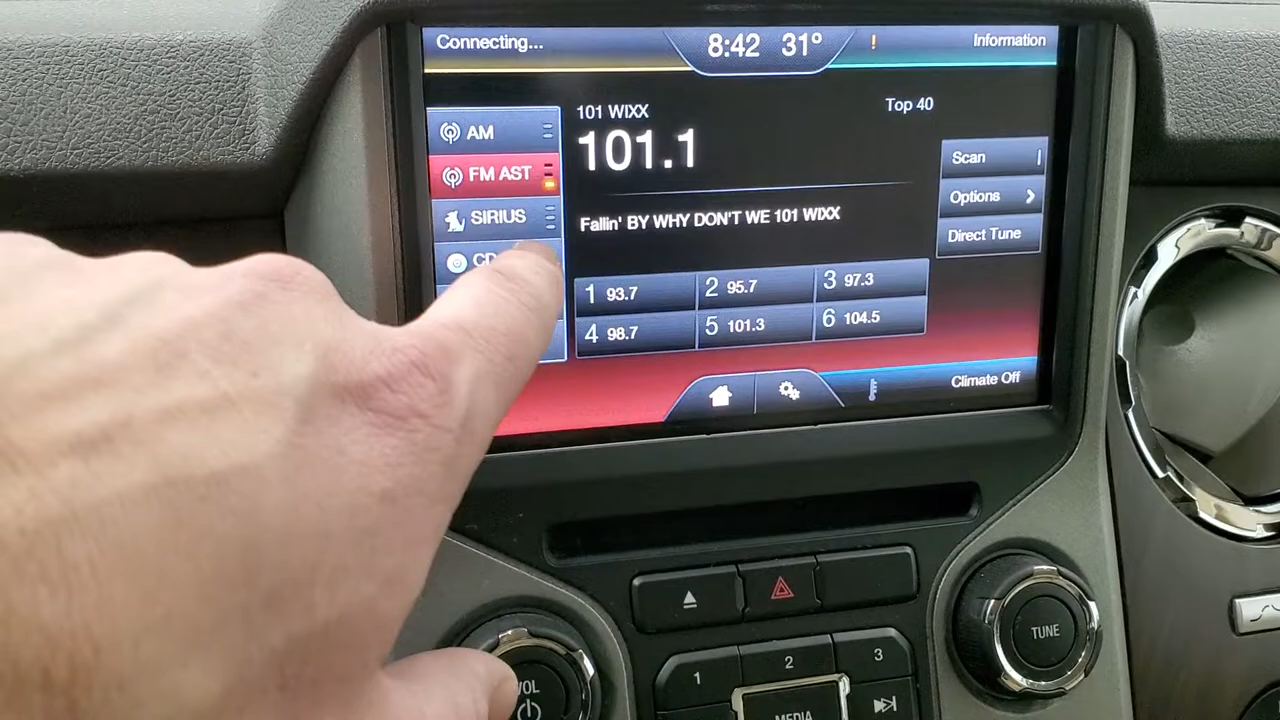 Connecting...
8:42 31°
!
Information
AM
FM AST
SIRIUS
CD
101 WIXX
101.1
Top 40
Fallin' BY WHY DON'T WE 101 WIXX
1 93.7
2 95.7
3 97.3
4 98.7
5 101.3
6 104.5
Scan
Options
Direct Tune
Climate Off
1
2
3
VOL
MEDIA
TUNE